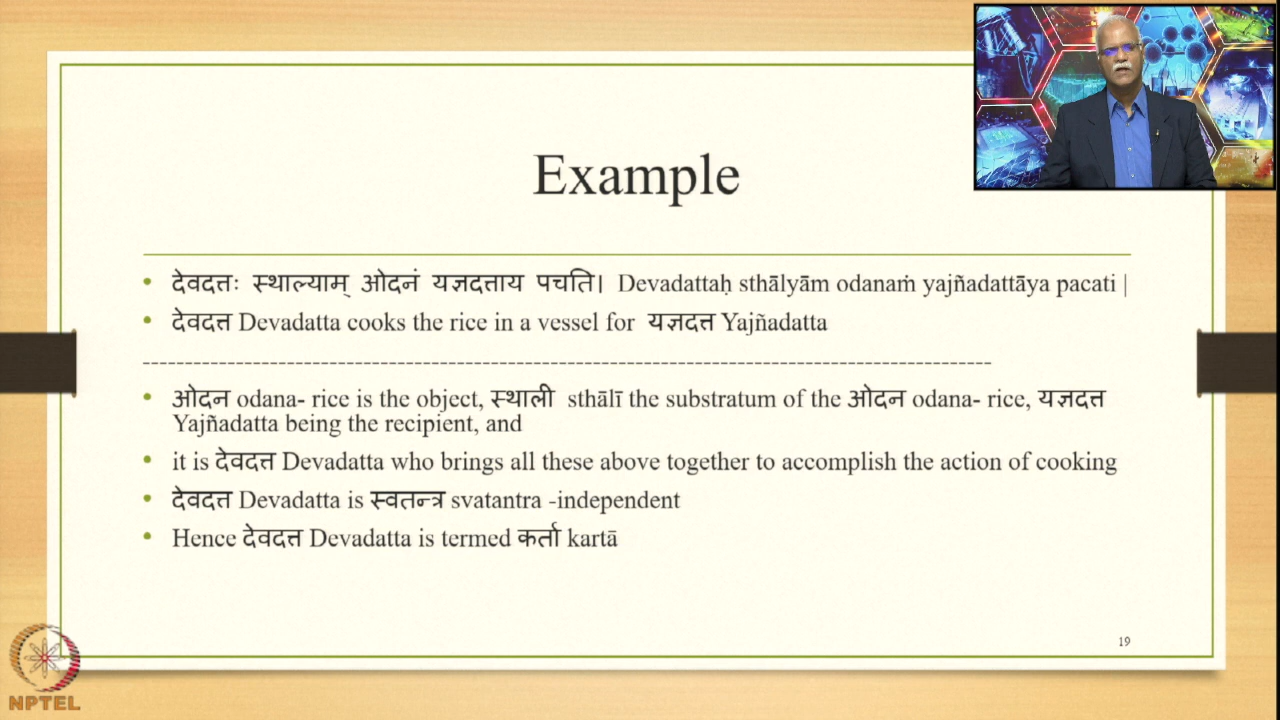 Example
• देवदत्तः स्थाल्याम् ओदनं यज्ञदत्ताय पचति। Devadattaḥ sthālyām odanaṁ yajñadattāya pacati |
• देवदत्त Devadatta cooks the rice in a vessel for यज्ञदत्त Yajñadatta
• ओदन odana- rice is the object, स्थाली sthālī the substratum of the ओदन odana- rice, यज्ञदत्त
Yajñadatta being the recipient, and
• it is देवदत्त Devadatta who brings all these above together to accomplish the action of cooking
• देवदत्त Devadatta is स्वतन्त्र svatantra -independent
• Hence देवदत्त Devadatta is termed कर्ता kartā
19
NPTEL